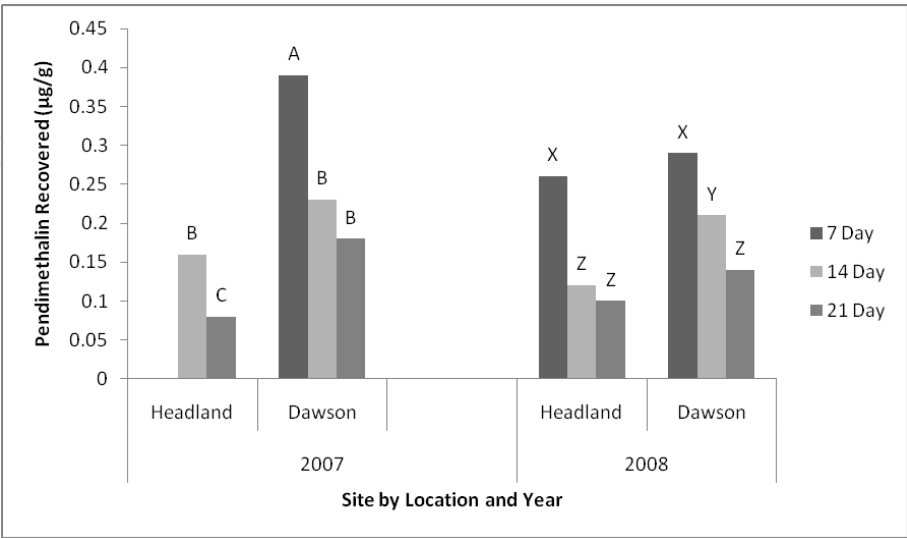 Pendimethalin Recovered (µg/g)
0.45
0.4
0.35
0.3
0.25
0.2
0.15
0.1
0.05
0
B
C
A
B
B
X
Z
Z
X
Y
Z
Headland
Dawson
Headland
Dawson
2007
2008
Site by Location and Year
7 Day
14 Day
21 Day